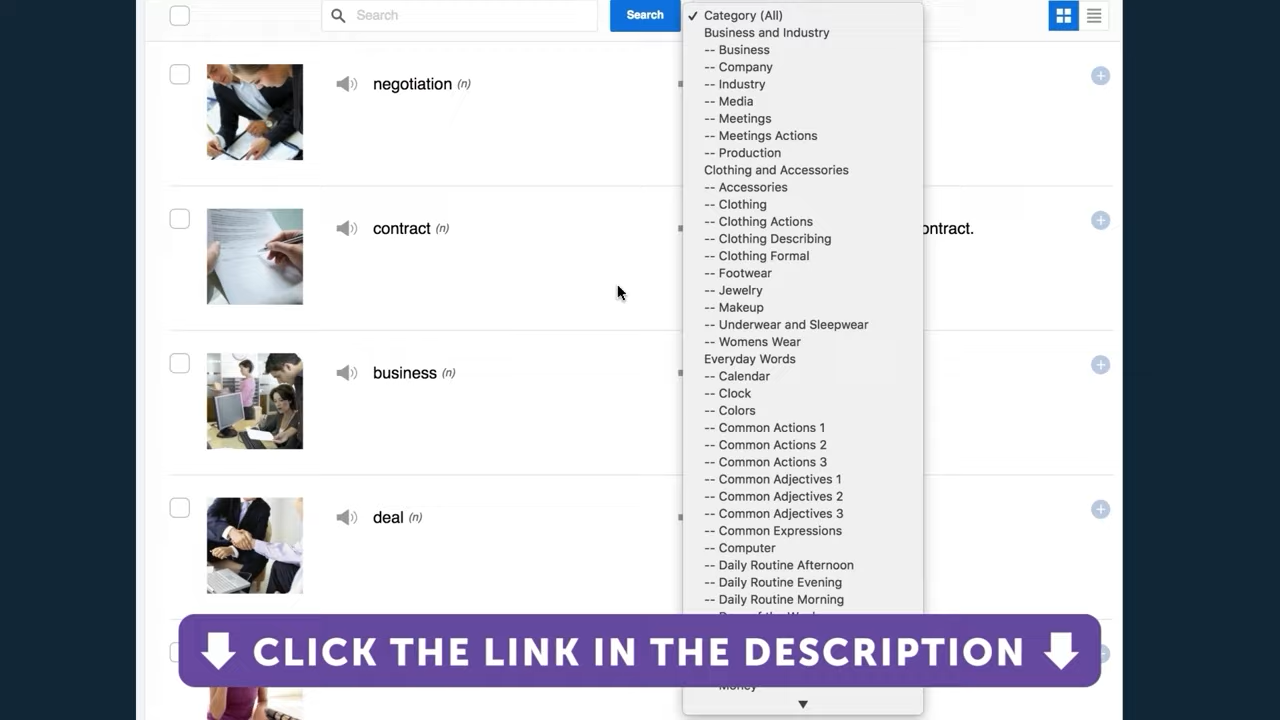 Search
Search
✓ Category (All)
Business and Industry
-- Business
-- Company
-- Industry
-- Media
-- Meetings
-- Meetings Actions
-- Production
Clothing and Accessories
-- Accessories
-- Clothing
-- Clothing Actions
-- Clothing Describing
-- Clothing Formal
-- Footwear
-- Jewelry
-- Makeup
-- Underwear and Sleepwear
-- Womens Wear
Everyday Words
-- Calendar
-- Clock
-- Colors
-- Common Actions 1
-- Common Actions 2
-- Common Actions 3
-- Common Adjectives 1
-- Common Adjectives 2
-- Common Adjectives 3
-- Common Expressions
-- Computer
-- Daily Routine Afternoon
-- Daily Routine Evening
-- Daily Routine Morning
negotiation (n)
contract (n)
ontract.
business (n)
deal (n)
CLICK THE LINK IN THE DESCRIPTION